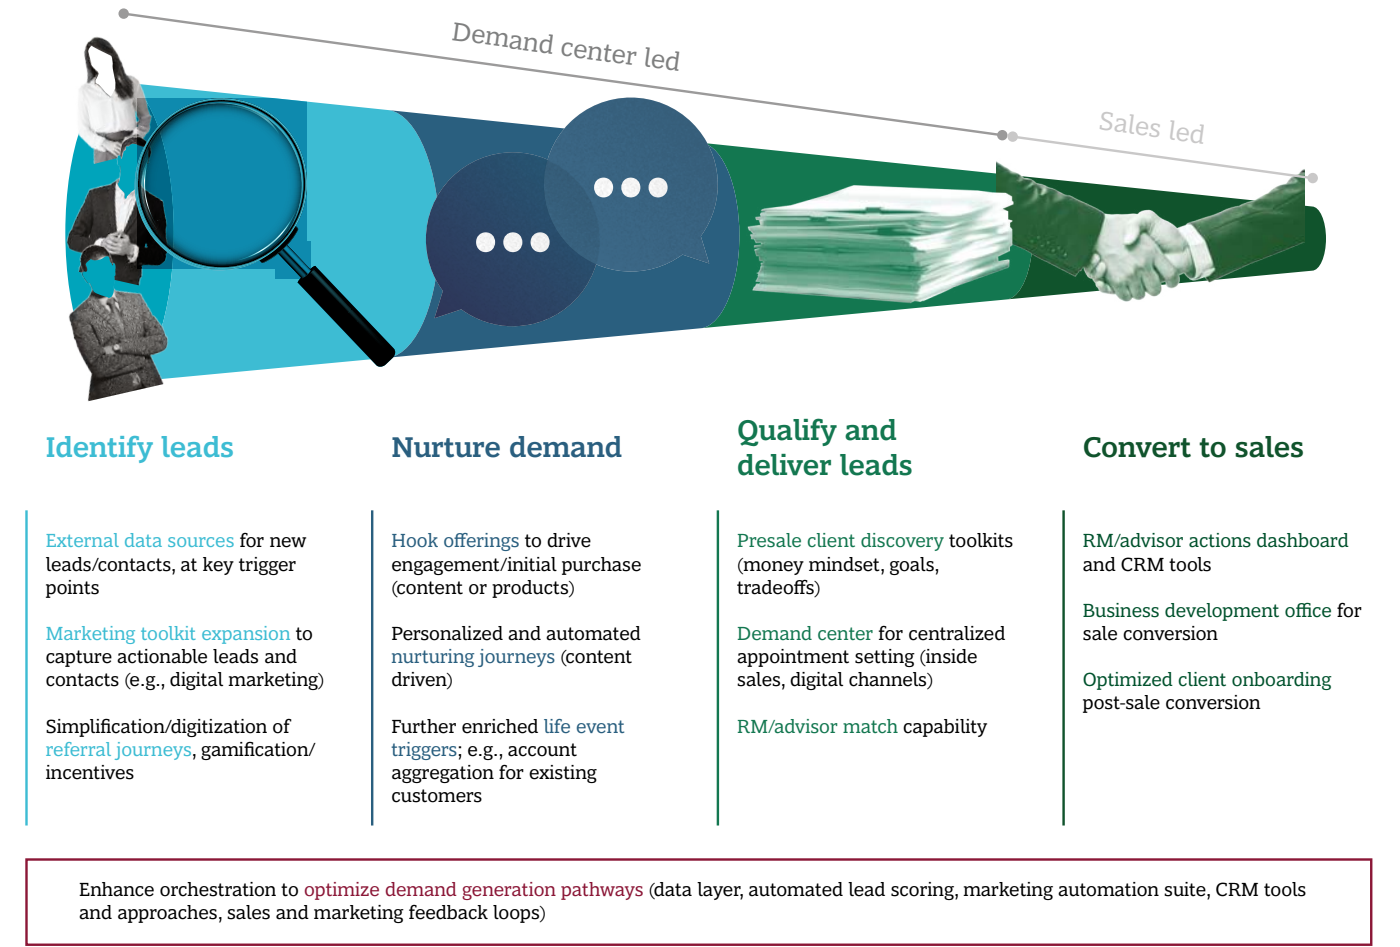 Demand center led
Sales led
Identify leads
External data sources for new
leads/contacts, at key trigger
points
Marketing toolkit expansion to
capture actionable leads and
contacts (e.g., digital marketing)
Simplification/digitization of
referral journeys, gamification/
incentives
Nurture demand
Hook offerings to drive
engagement/initial purchase
(content or products)
Personalized and automated
nurturing journeys (content
driven)
Further enriched life event
triggers; e.g., account
aggregation for existing
customers
Qualify and
deliver leads
Presale client discovery toolkits
(money mindset, goals,
tradeoffs)
Demand center for centralized
appointment setting (inside
sales, digital channels)
RM/advisor match capability
Convert to sales
RM/advisor actions dashboard
and CRM tools
Business development office for
sale conversion
Optimized client onboarding
post-sale conversion
Enhance orchestration to optimize demand generation pathways (data layer, automated lead scoring, marketing automation suite, CRM tools
and approaches, sales and marketing feedback loops)